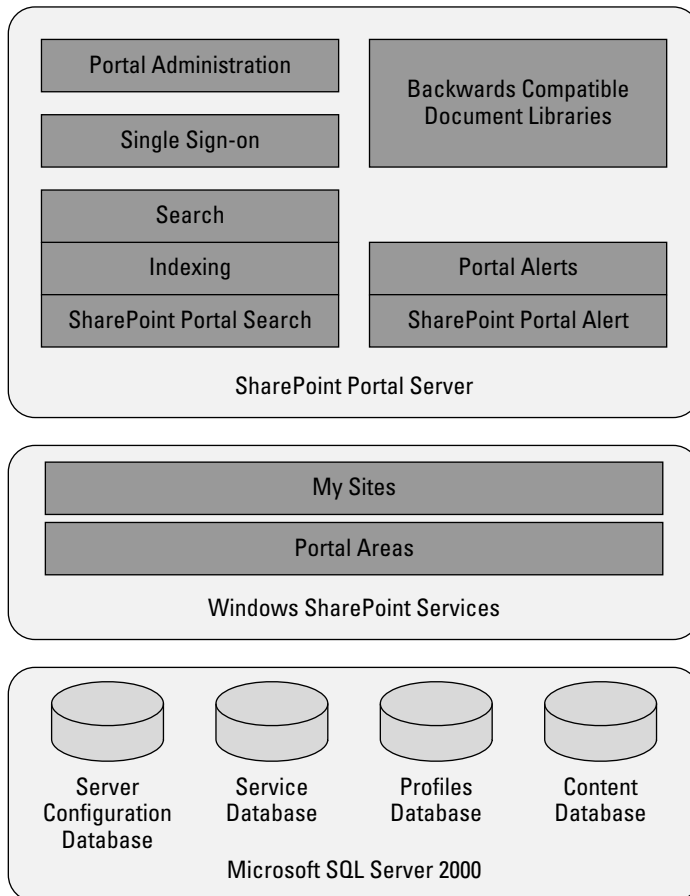 Portal Administration
Backwards Compatible
Document Libraries
Single Sign-on
Search
Indexing
SharePoint Portal Search
Portal Alerts
SharePoint Portal Alert
SharePoint Portal Server
My Sites
Portal Areas
Windows SharePoint Services
Server
Configuration
Database
Service
Database
Profiles
Database
Content
Database
Microsoft SQL Server 2000